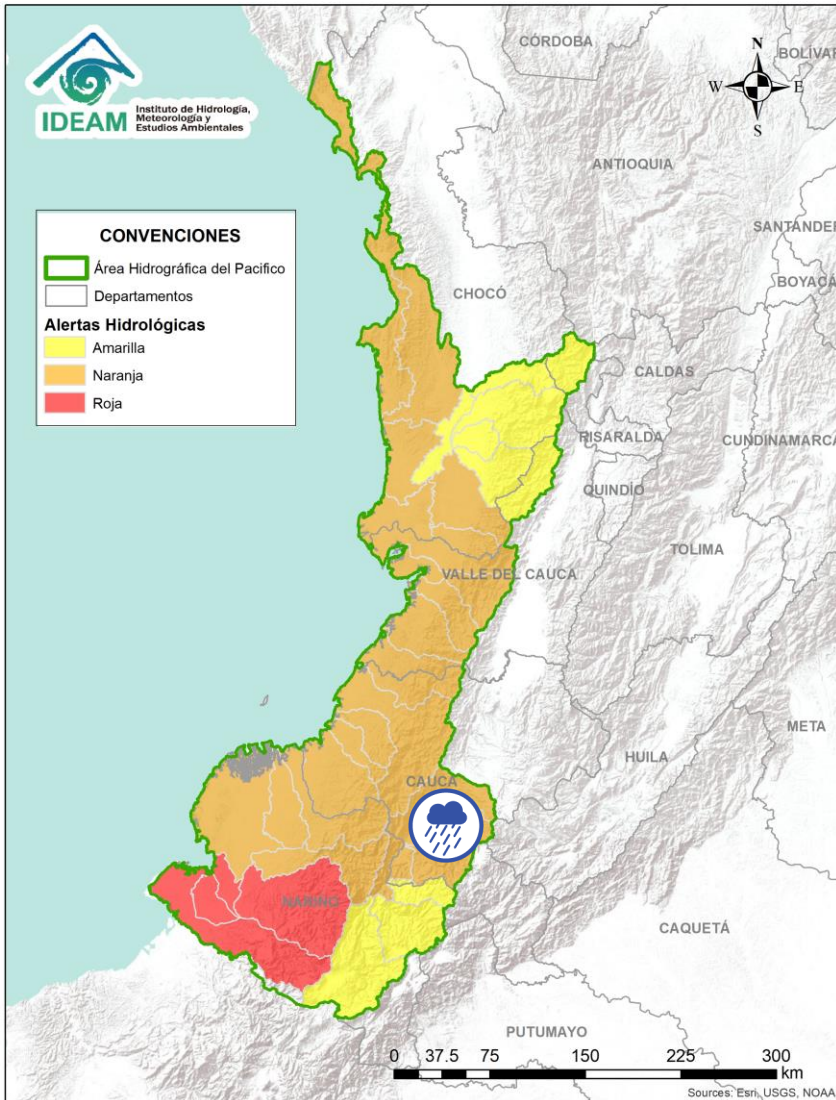 IDEAM
Instituto de Hidrología,
Meteorología y
Estudios Ambientales
CÓRDOBA
BOLÍVAR
N
W
E
S
ANTIOQUIA
SANTANDER
BOYACÁ
CONVENCIONES
Área Hidrográfica del Pacifico
Departamentos
Alertas Hidrológicas
Amarilla
Naranja
Roja
CHOCÓ
CALDAS
RISARALDA
CUNDINAMARCA
QUINDÍO
TOLIMA
VALLE DEL CAUCA
META
HUILA
CAUCA
NARIÑO
CAQUETÁ
PUTUMAYO
0 37.5 75 150 225 300
km
Sources: Esri, USGS, NOAA